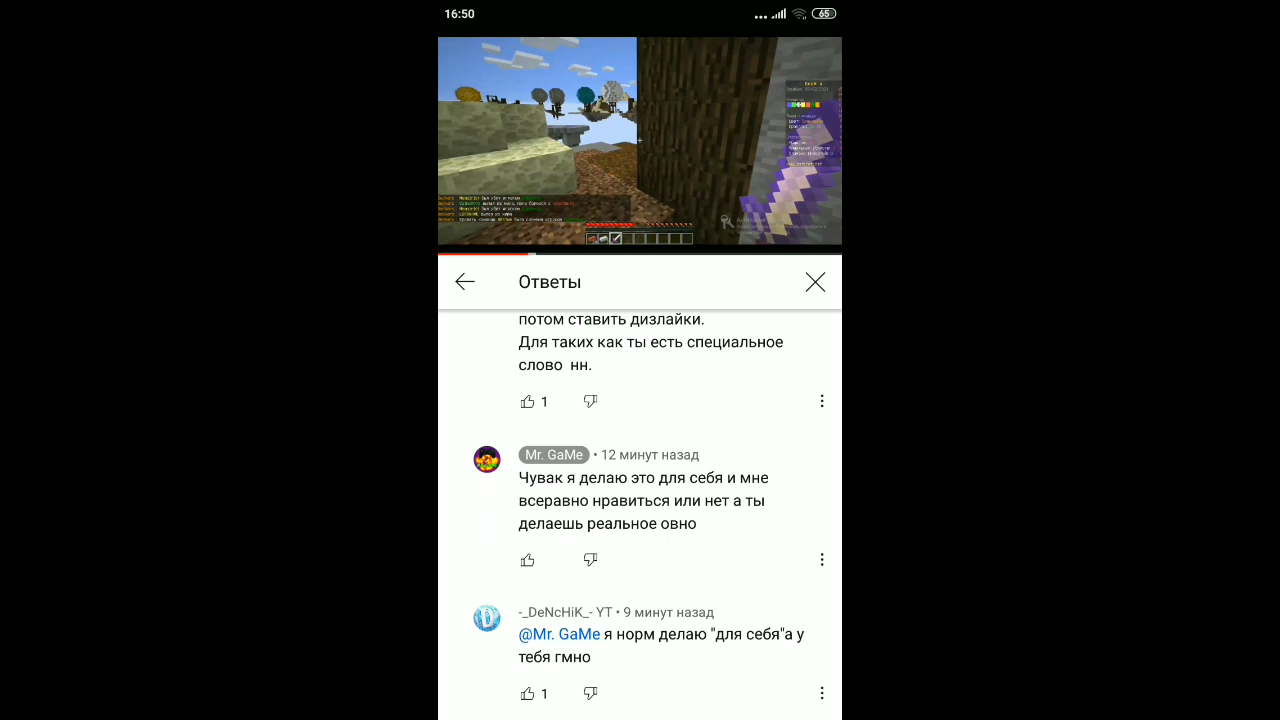 16:50
65
Ответы
потом ставить дизлайки.
Для таких как ты есть специальное
слово нн.
1
Mr. GaMe • 12 минут назад
Чувак я делаю это для себя и мне
всеравно нравиться или нет а ты
делаешь реальное овно
-_DeNcHiK_- YT • 9 минут назад
@Mr. GaMe я норм делаю "для себя"а у
тебя гмно
1